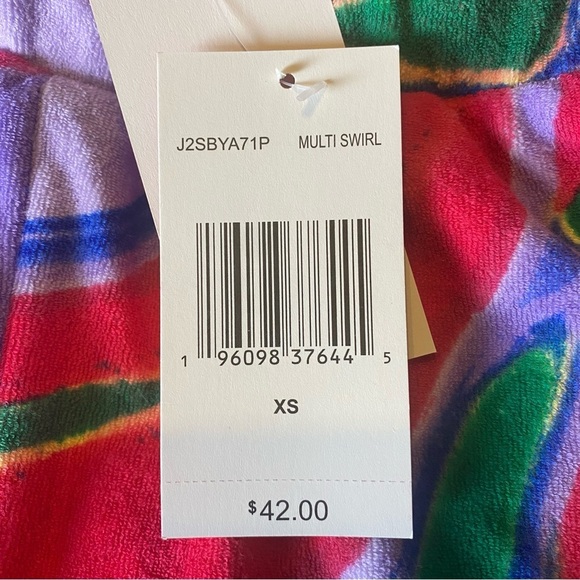 J2SBYA71P MULTI SWIRL
1 96098 37644 5
XS
$42.00